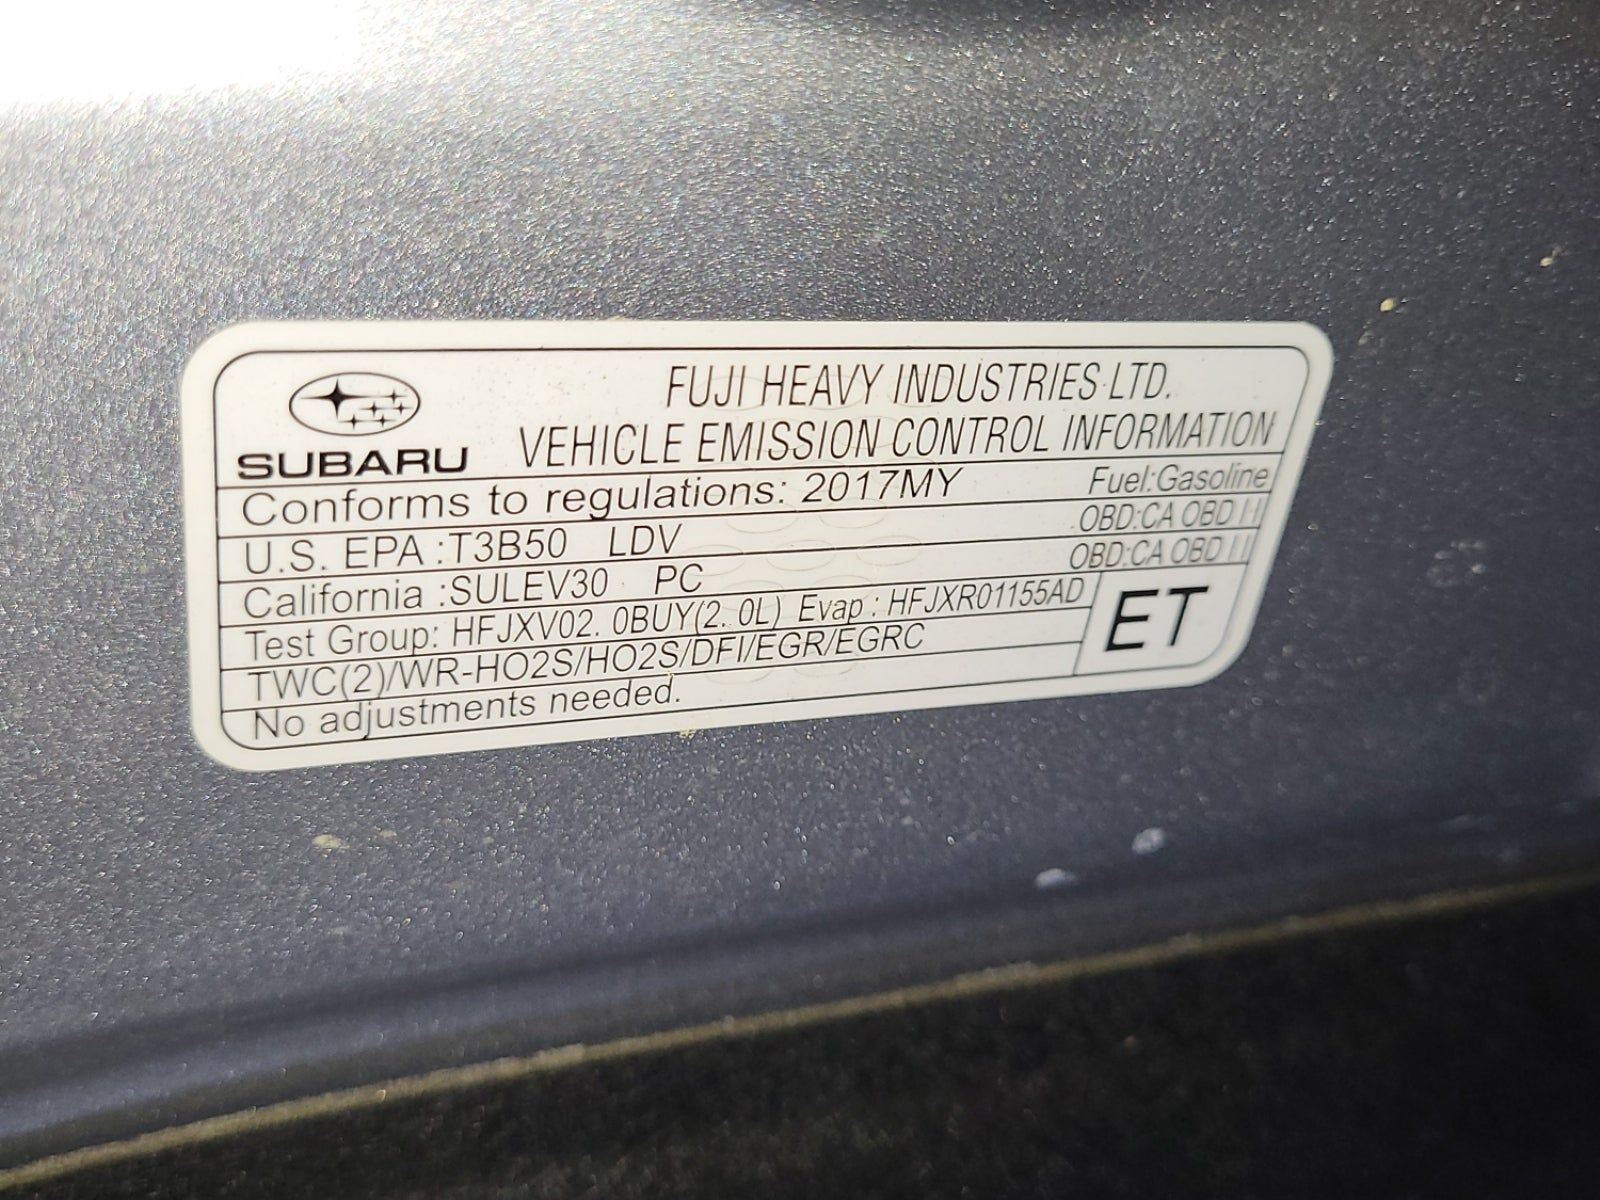 SUBARU
FUJI HEAVY INDUSTRIES LTD.
VEHICLE EMISSION CONTROL INFORMATION
Conforms to regulations: 2017MY Fuel:Gasoline
U.S. EPA :T3B50 LDV OBD:CA OBD II
California :SULEV30 PC OBD:CA OBD II
Test Group: HFJXV02. 0BUY(2. 0L) Evap : HFJXR01155AD
TWC(2)/WR-HO2S/HO2S/DFI/EGR/EGRC
No adjustments needed.
ET